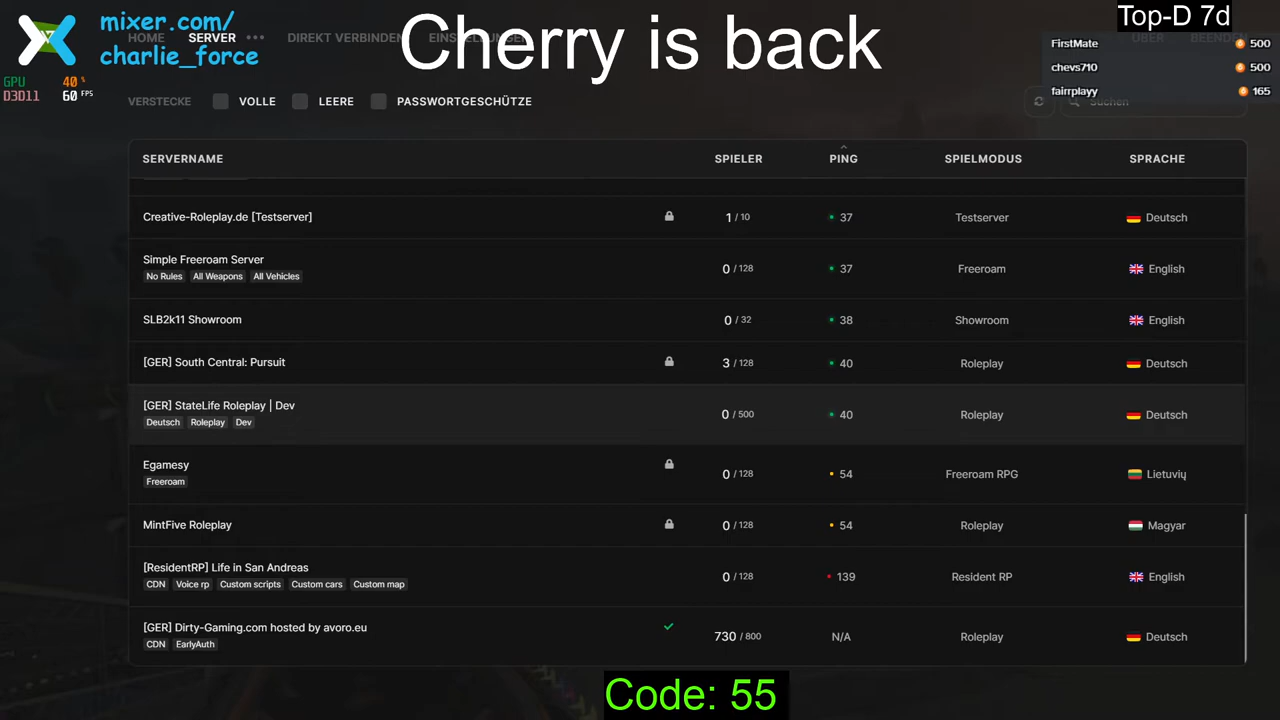 mixer.com/
charlie_force
Cherry is back
Top-D 7d
HOME SERVER ••• DIREKT VERBINDEN EINSTELLUNGEN ÜBER BEENDEN
FirstMate 500
chevs710 500
fairrplayy 165
GPU 40 %
D3D11 60 FPS
VERSTECKE VOLLE LEERE PASSWORTGESCHÜTZE Suchen
SERVERNAME SPIELER PING SPIELMODUS SPRACHE
Creative-Roleplay.de [Testserver] 1 / 10 37 Testserver Deutsch
Simple Freeroam Server 0 / 128 37 Freeroam English
No Rules All Weapons All Vehicles
SLB2k11 Showroom 0 / 32 38 Showroom English
[GER] South Central: Pursuit 3 / 128 40 Roleplay Deutsch
[GER] StateLife Roleplay | Dev 0 / 500 40 Roleplay Deutsch
Deutsch Roleplay Dev
Egamesy 0 / 128 54 Freeroam RPG Lietuvių
Freeroam
MintFive Roleplay 0 / 128 54 Roleplay Magyar
[ResidentRP] Life in San Andreas 0 / 128 139 Resident RP English
CDN Voice rp Custom scripts Custom cars Custom map
[GER] Dirty-Gaming.com hosted by avoro.eu 730 / 800 N/A Roleplay Deutsch
CDN EarlyAuth
Code: 55